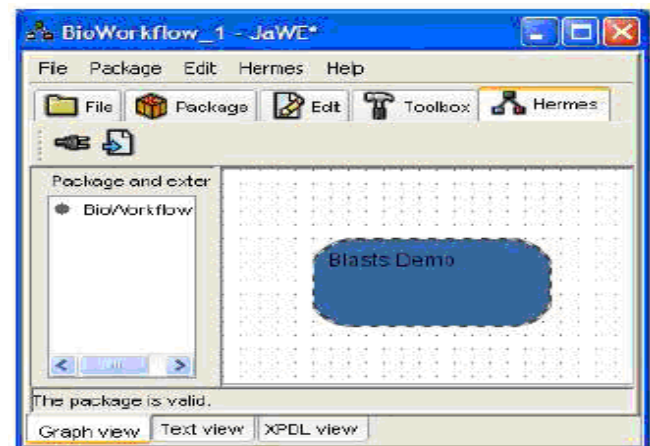 BioWorkflow_1 - JaWE*
File Package Edit Hermes Help
File Package Edit Toolbox Hermes
Package and exter
BioWorkflow
Blasts Demo
The package is valid.
Graph view Text view XPDL view